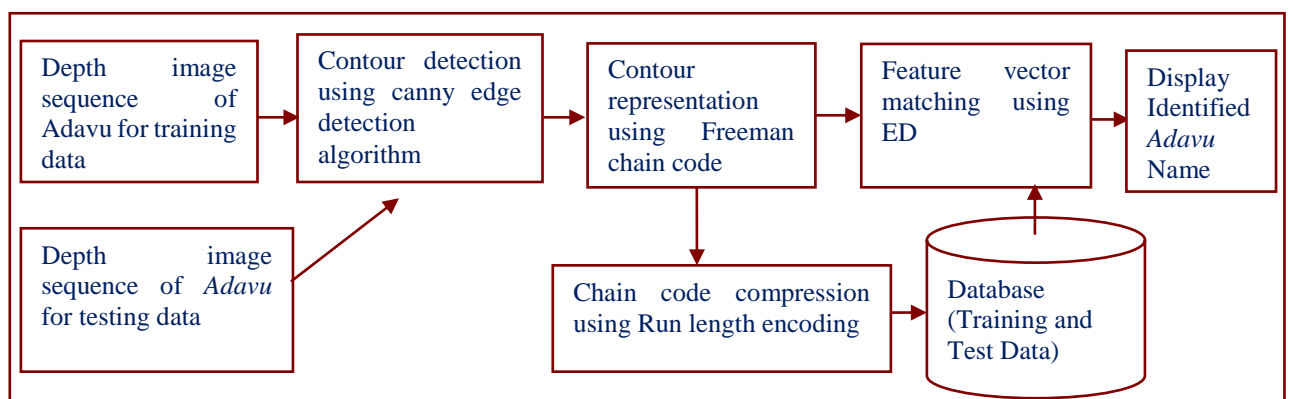 Depth image
sequence of
Adavu for training
data
Contour detection
using canny edge
detection
algorithm
Contour
representation
using Freeman
chain code
Feature vector
matching using
ED
Display
Identified
Adavu
Name
Depth image
sequence of Adavu
for testing data
Chain code compression
using Run length encoding
Database
(Training and
Test Data)